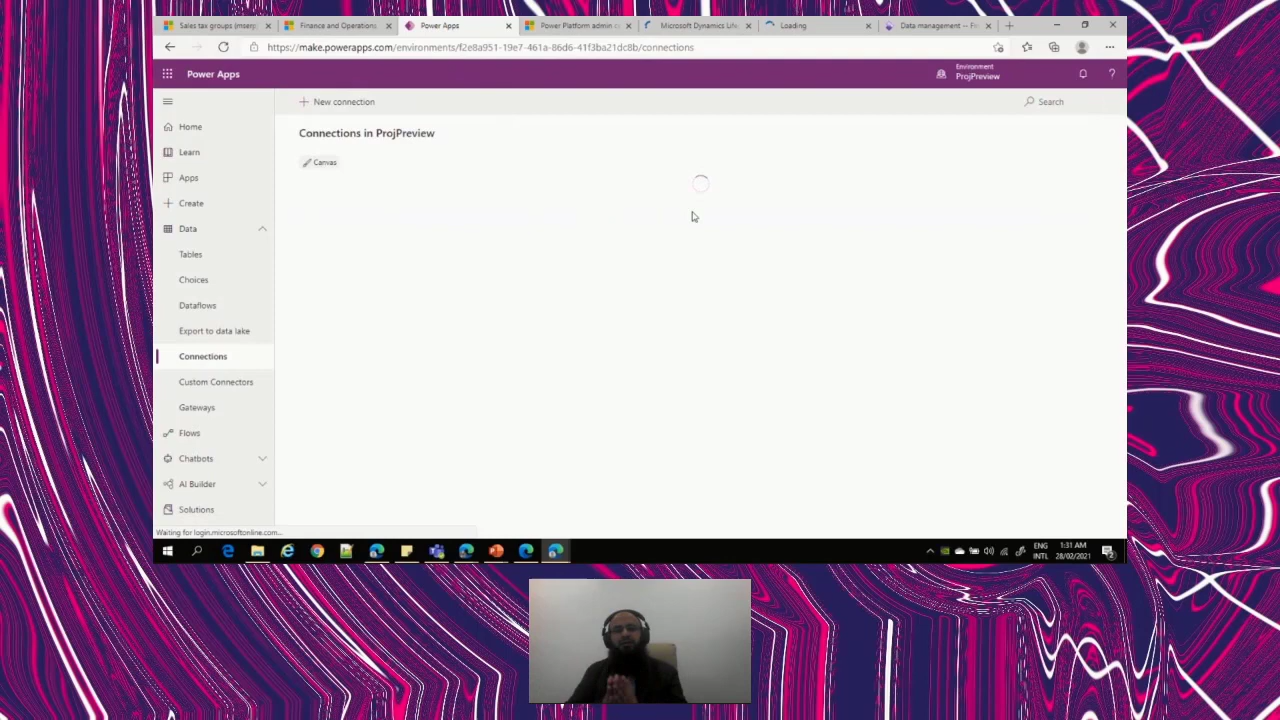 Sales tax groups (inserp
Finance and Operations
Power Apps
Power Platform admin c
Microsoft Dynamics Life
Loading
Data management -- Fin
https://make.powerapps.com/environments/f2e8a951-19e7-461a-86d6-41f3ba21dc8b/connections
Power Apps
Environment
ProjPreview
?
New connection
Search
Home
Connections in ProjPreview
Learn
Canvas
Apps
Create
Data
Tables
Choices
Dataflows
Export to data lake
Connections
Custom Connectors
Gateways
Flows
Chatbots
AI Builder
Solutions
Waiting for login.microsoftonline.com...
ENG
INTL
1:31 AM
28/02/2021
2